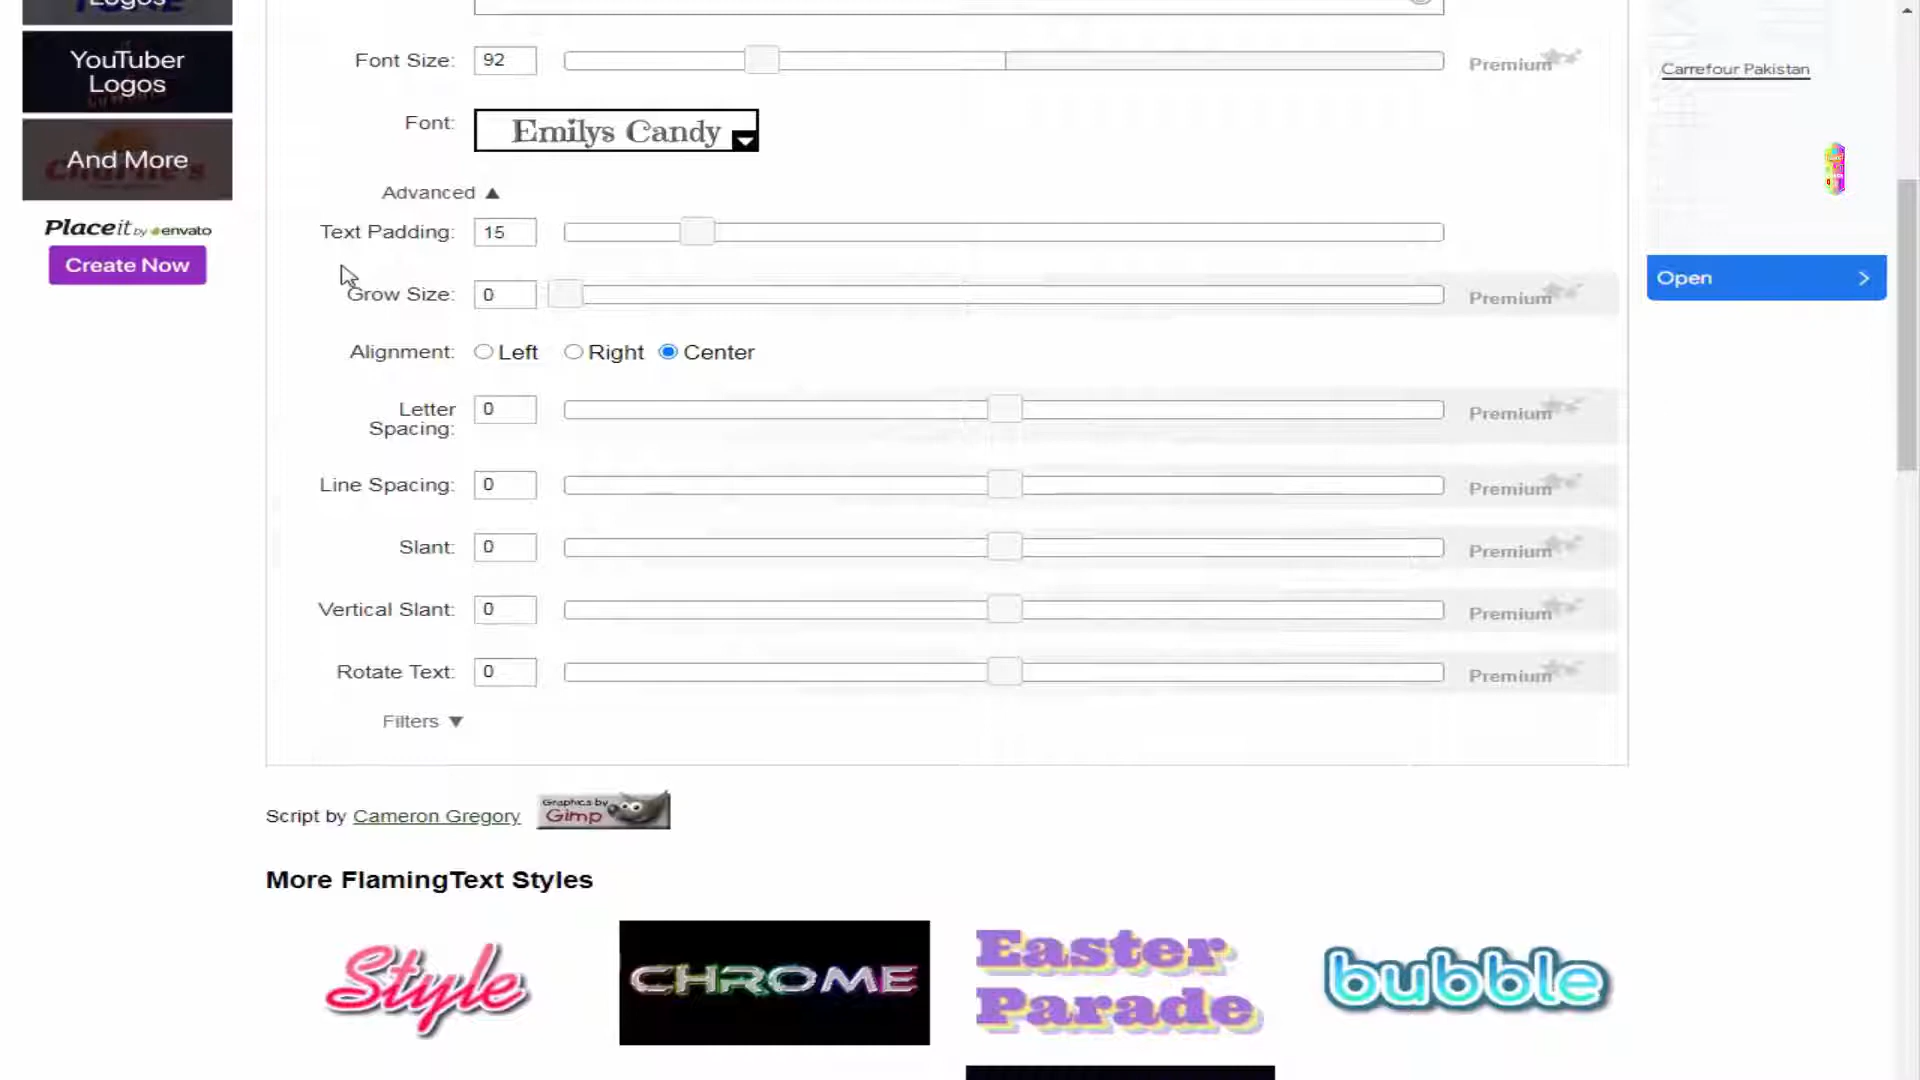 Logos
YouTuber
Logos
And More
Placeit by envato
Create Now
Font Size: 92 Premium
Font: Emilys Candy
Advanced ▲
Text Padding: 15
Grow Size: 0 Premium
Alignment: Left Right Center
Letter
Spacing: 0 Premium
Line Spacing: 0 Premium
Slant: 0 Premium
Vertical Slant: 0 Premium
Rotate Text: 0 Premium
Filters ▼
Script by Cameron Gregory
Graphics by
Gimp
More FlamingText Styles
Style
CHROME
Easter
Parade
bubble
Carrefour Pakistan
Open